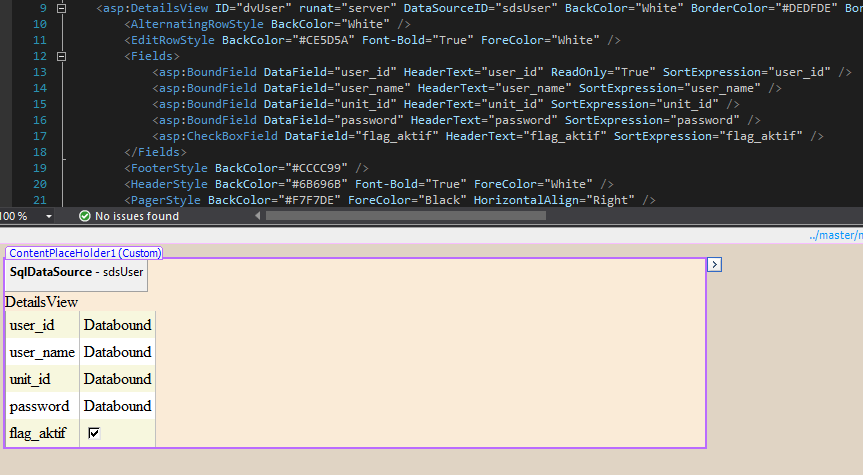 9 <asp:DetailsView ID="dvUser" runat="server" DataSourceID="sdsUser" BackColor="White" BorderColor="#DEDFDE" Bor
10 <AlternatingRowStyle BackColor="White" />
11 <EditRowStyle BackColor="#CE5D5A" Font-Bold="True" ForeColor="White" />
12 <Fields>
13 <asp:BoundField DataField="user_id" HeaderText="user_id" ReadOnly="True" SortExpression="user_id" />
14 <asp:BoundField DataField="user_name" HeaderText="user_name" SortExpression="user_name" />
15 <asp:BoundField DataField="unit_id" HeaderText="unit_id" SortExpression="unit_id" />
16 <asp:BoundField DataField="password" HeaderText="password" SortExpression="password" />
17 <asp:CheckBoxField DataField="flag_aktif" HeaderText="flag_aktif" SortExpression="flag_aktif" />
18 </Fields>
19 <FooterStyle BackColor="#CCCC99" />
20 <HeaderStyle BackColor="#6B696B" Font-Bold="True" ForeColor="White" />
21 <PagerStyle BackColor="#F7F7DE" ForeColor="Black" HorizontalAlign="Right" />
00 % No issues found
../master/m
ContentPlaceHolder1 (Custom)
SqlDataSource - sdsUser
DetailsView
user_id Databound
user_name Databound
unit_id Databound
password Databound
flag_aktif